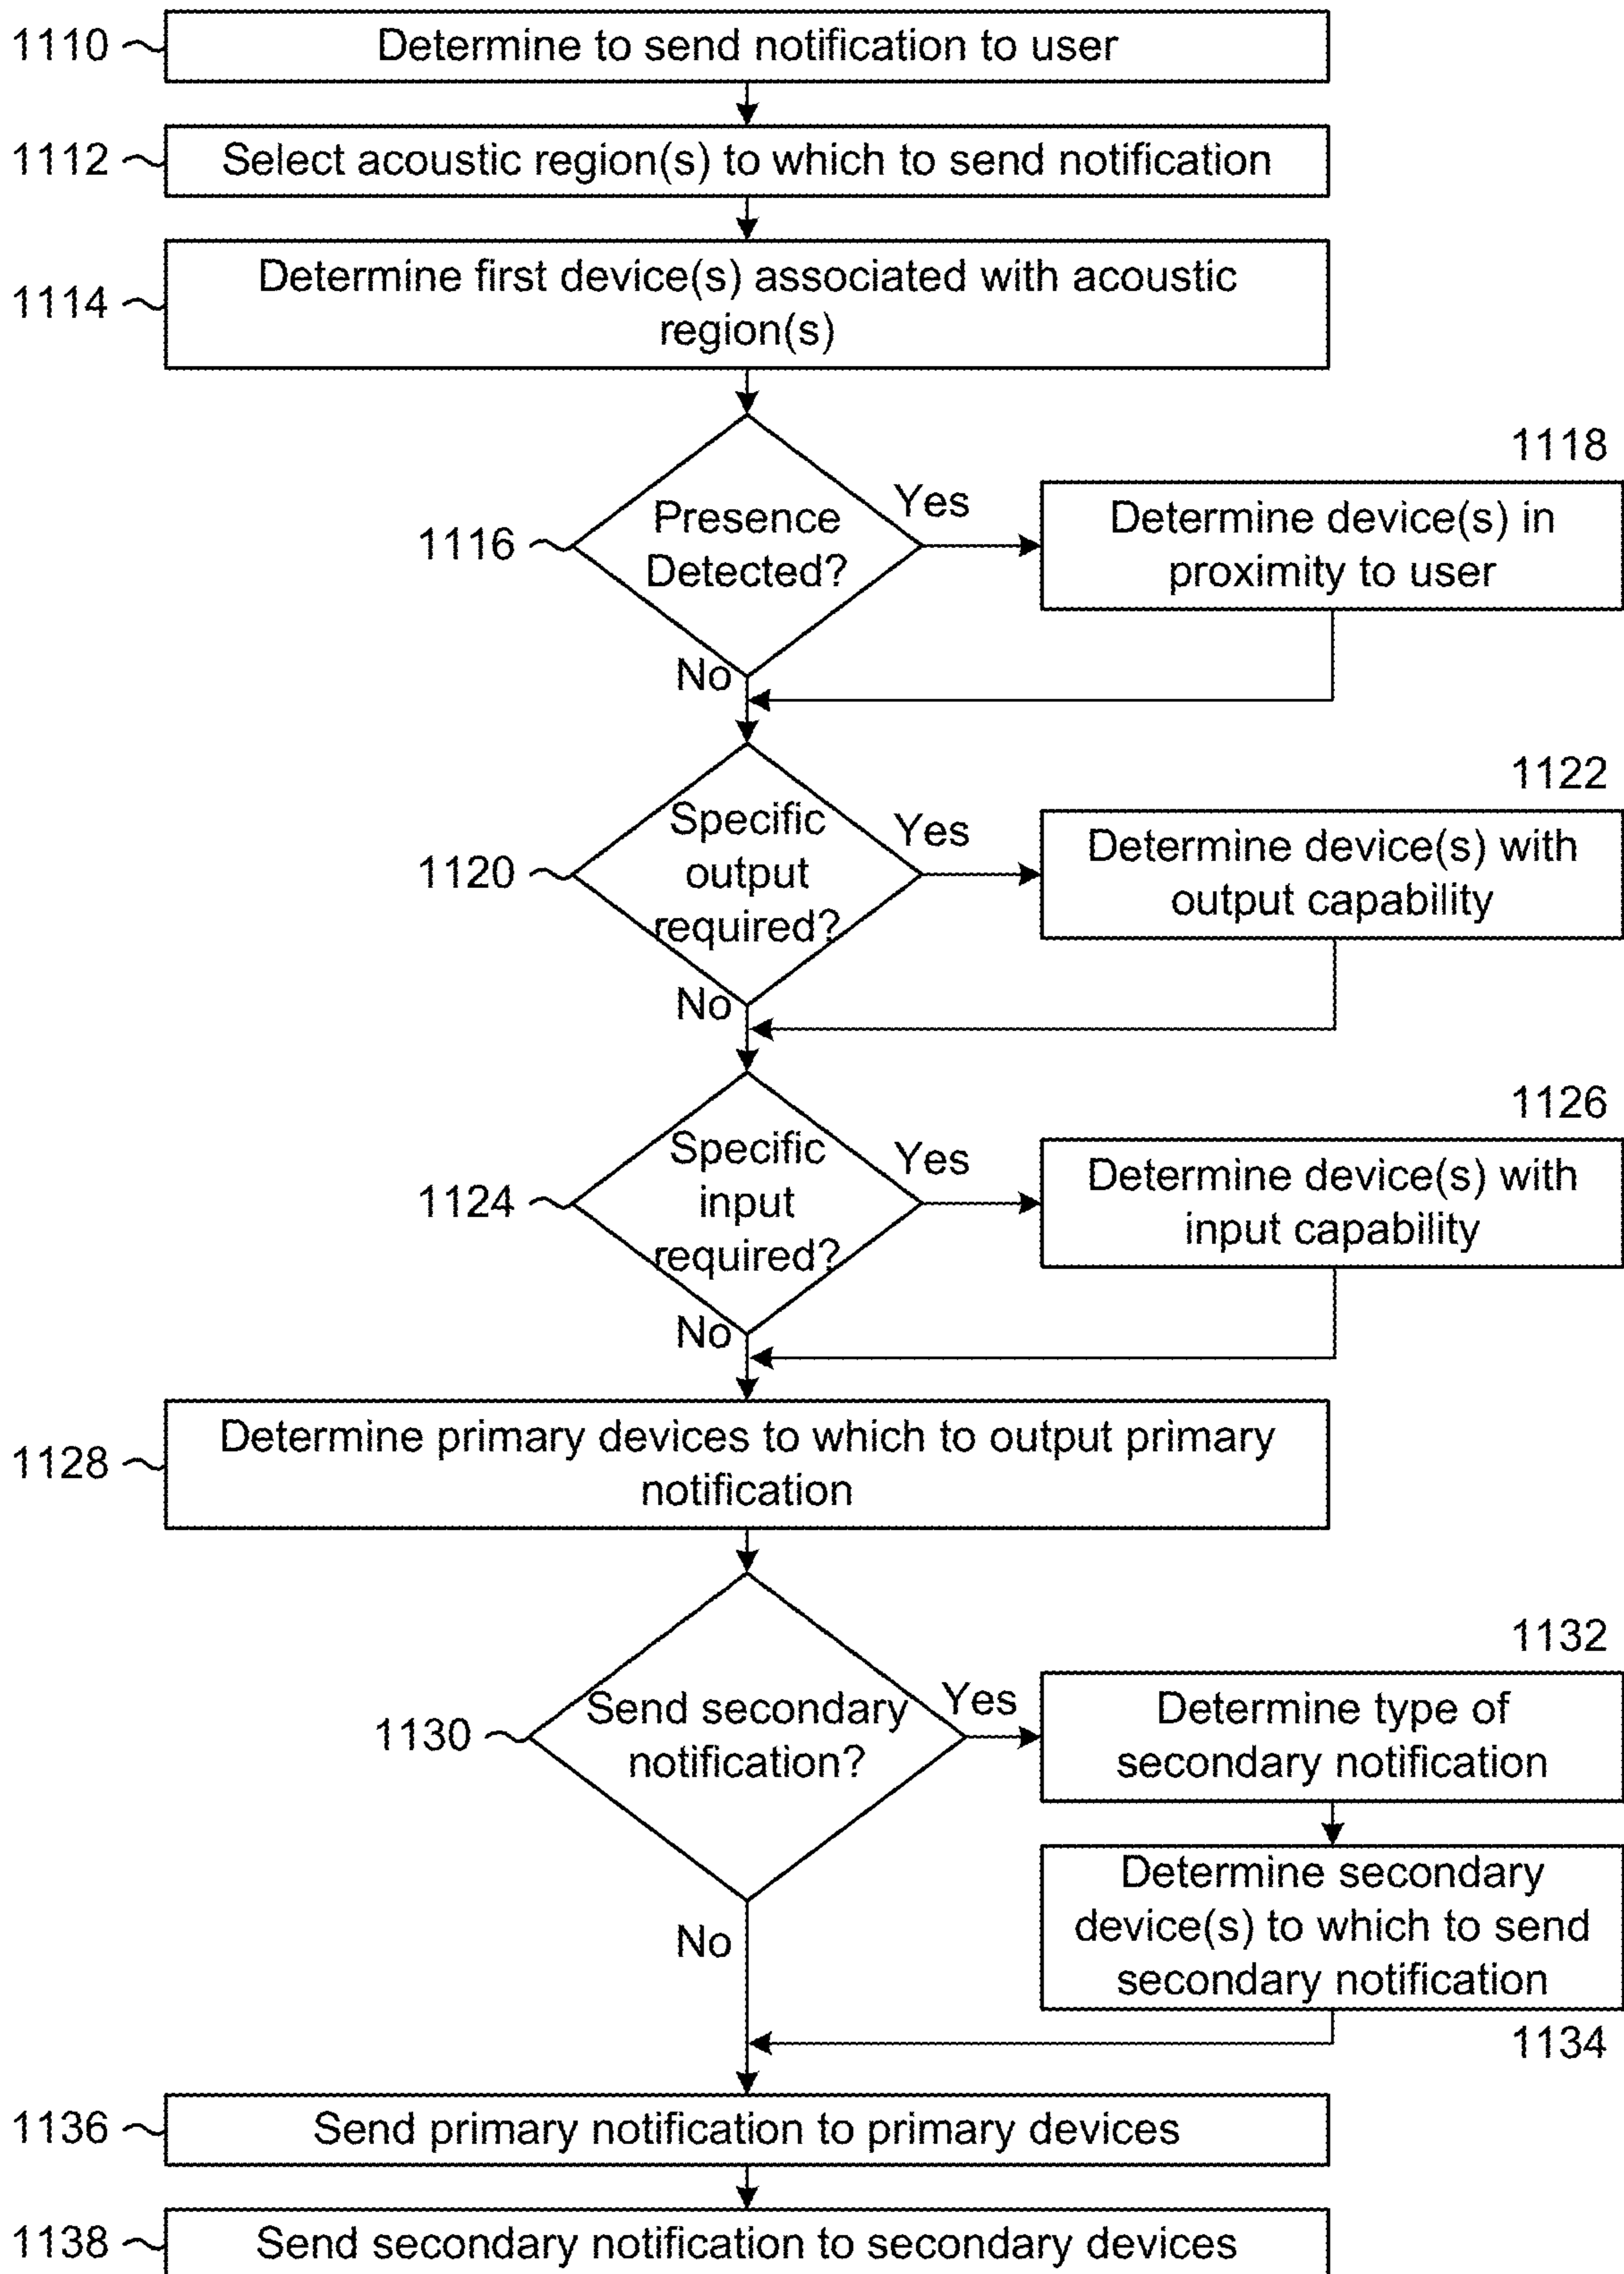 1110
Determine to send notification to user
1112
Select acoustic region(s) to which to send notification
1114
Determine first device(s) associated with acoustic
region(s)
1116
Presence
Detected?
Yes
No
1118
Determine device(s) in
proximity to user
1120
Specific
output
required?
Yes
No
1122
Determine device(s) with
output capability
1124
Specific
input
required?
Yes
No
1126
Determine device(s) with
input capability
1128
Determine primary devices to which to output primary
notification
1130
Send secondary
notification?
Yes
No
1132
Determine type of
secondary notification
Determine secondary
device(s) to which to send
secondary notification
1134
1136
Send primary notification to primary devices
1138
Send secondary notification to secondary devices